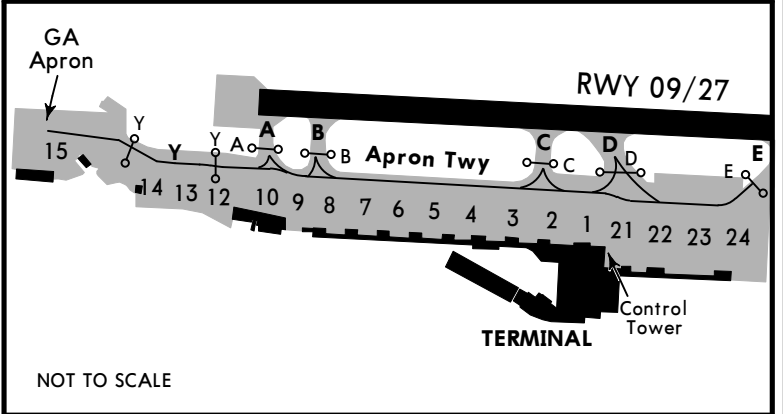 GA
Apron
RWY 09/27
Y
Y
A
A
B
B
Apron Twy
C
C
D
D
E
E
15
Y
14
13
12
10
9
8
7
6
5
4
3
2
1
21
22
23
24
Control
Tower
TERMINAL
NOT TO SCALE